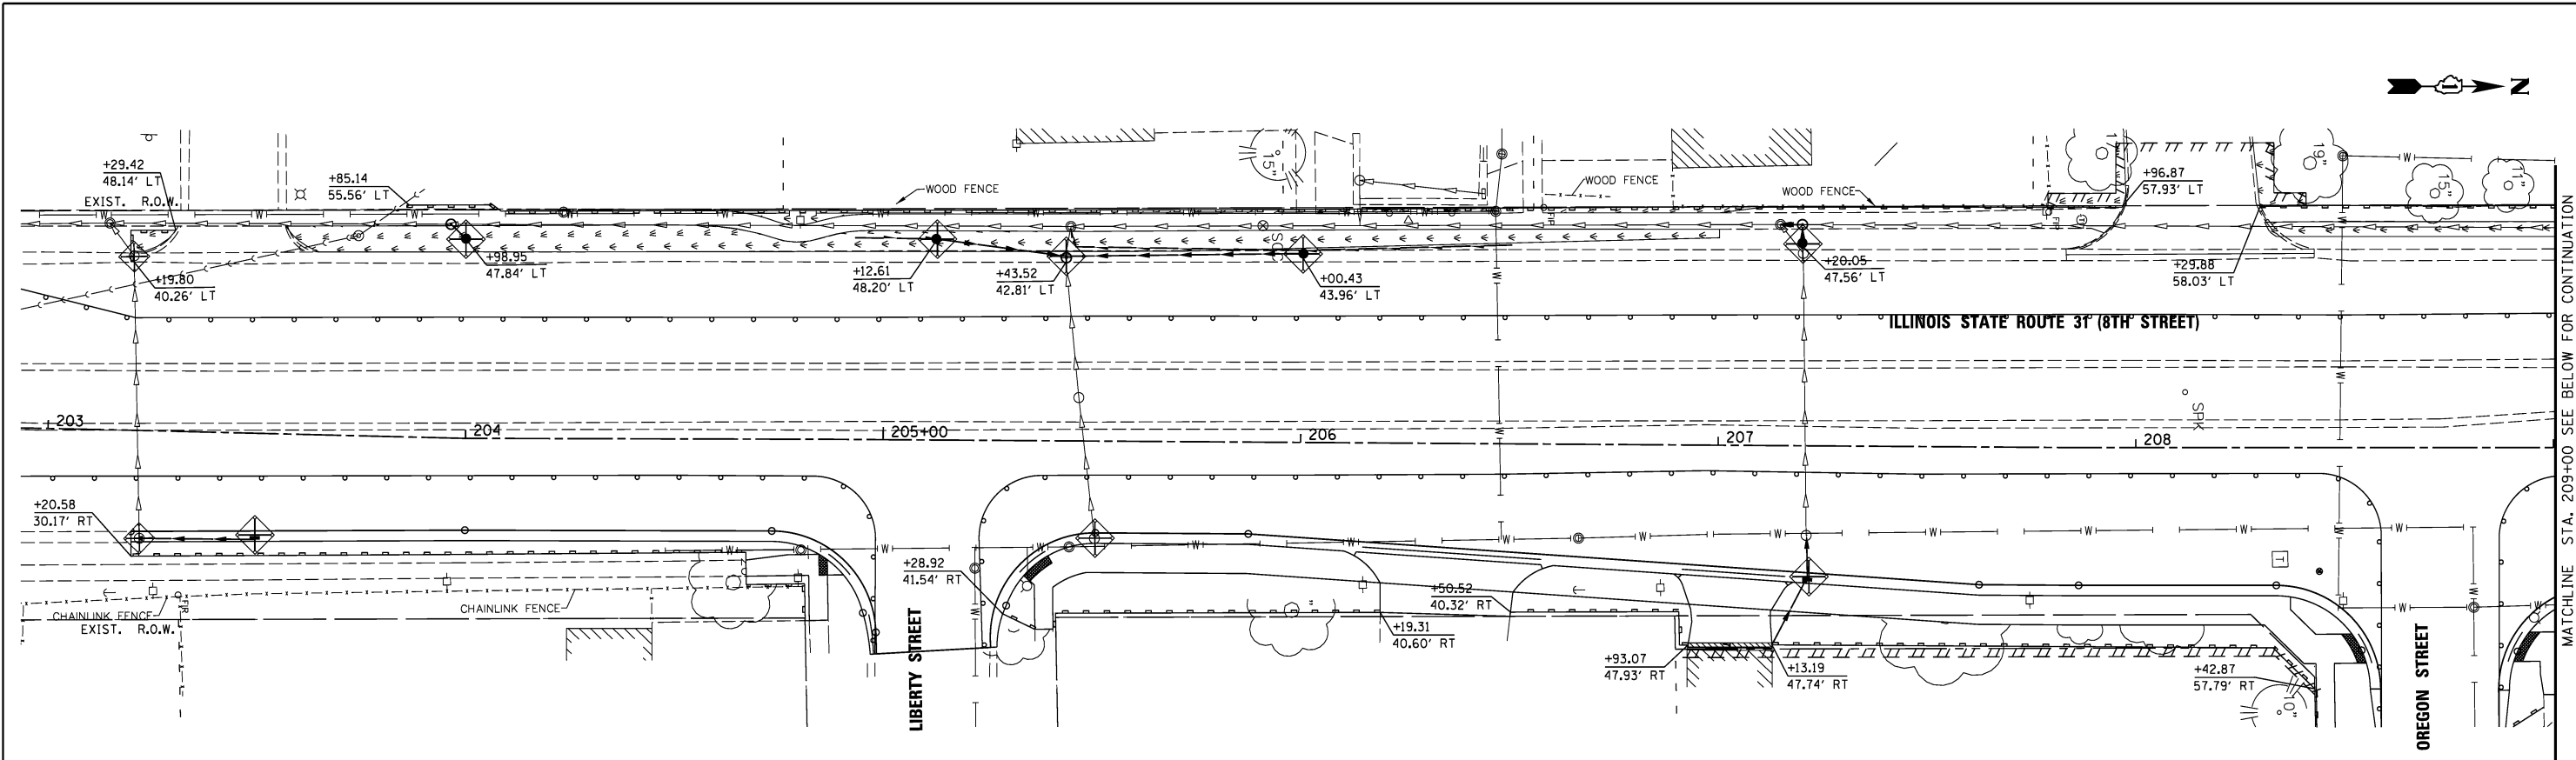 N
1
15"
17"
19"
15"
11"
+29.42
48.14' LT
EXIST. R.O.W.
+85.14
55.56' LT
WOOD FENCE
WOOD FENCE
WOOD FENCE
+96.87
57.93' LT
+19.80
40.26' LT
+98.95
47.84' LT
+12.61
48.20' LT
+43.52
42.81' LT
+00.43
43.96' LT
+20.05
47.56' LT
+29.88
58.03' LT
ILLINOIS STATE ROUTE 31 (8TH STREET)
SPK
203
204
205+00
206
207
208
+20.58
30.17' RT
+28.92
41.54' RT
+50.52
40.32' RT
+19.31
40.60' RT
+93.07
47.93' RT
+13.19
47.74' RT
+42.87
57.79' RT
T
10"
CHAINLINK FENCE
EXIST. R.O.W.
CHAINLINK FENCE
LIBERTY STREET
OREGON STREET
MATCHLINE STA. 209+00 SEE BELOW FOR CONTINUATION